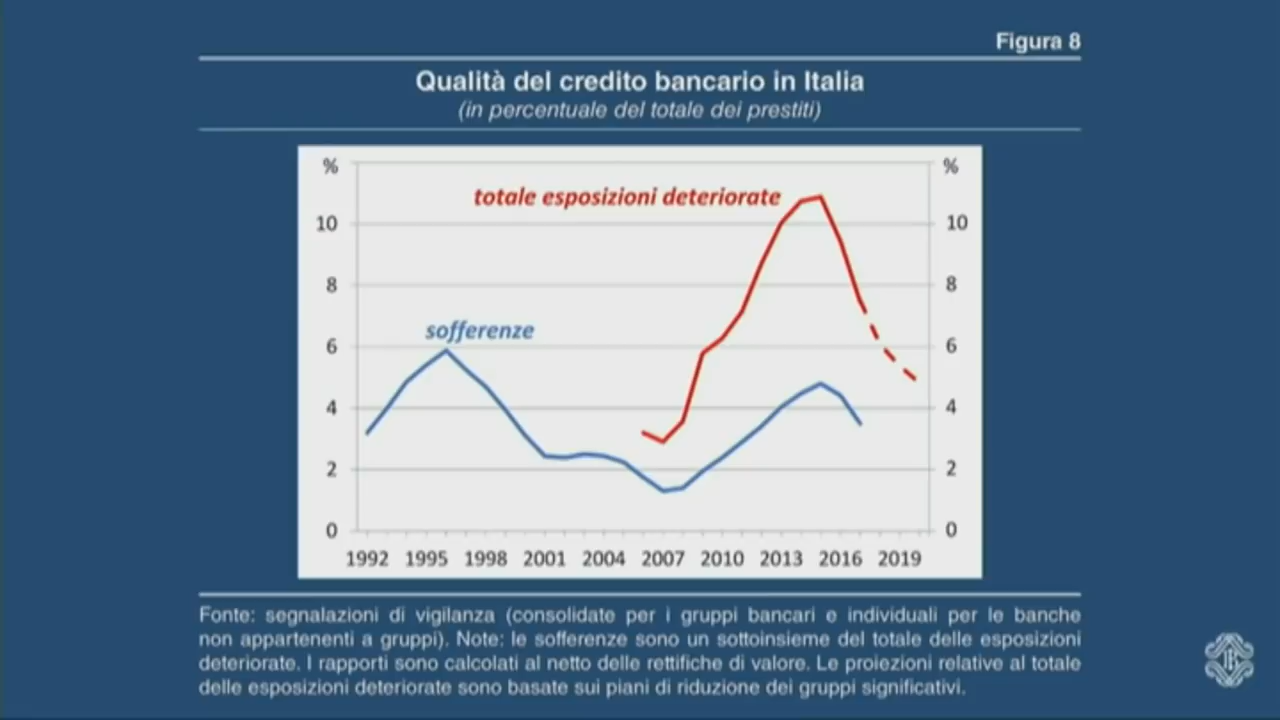 Figura 8
Qualità del credito bancario in Italia
(in percentuale del totale dei prestiti)
% %
totale esposizioni deteriorate
10 10
8 8
sofferenze
6 6
4 4
2 2
0 0
1992 1995 1998 2001 2004 2007 2010 2013 2016 2019
Fonte: segnalazioni di vigilanza (consolidate per i gruppi bancari e individuali per le banche
non appartenenti a gruppi). Note: le sofferenze sono un sottoinsieme del totale delle esposizioni
deteriorate. I rapporti sono calcolati al netto delle rettifiche di valore. Le proiezioni relative al totale
delle esposizioni deteriorate sono basate sui piani di riduzione dei gruppi significativi.